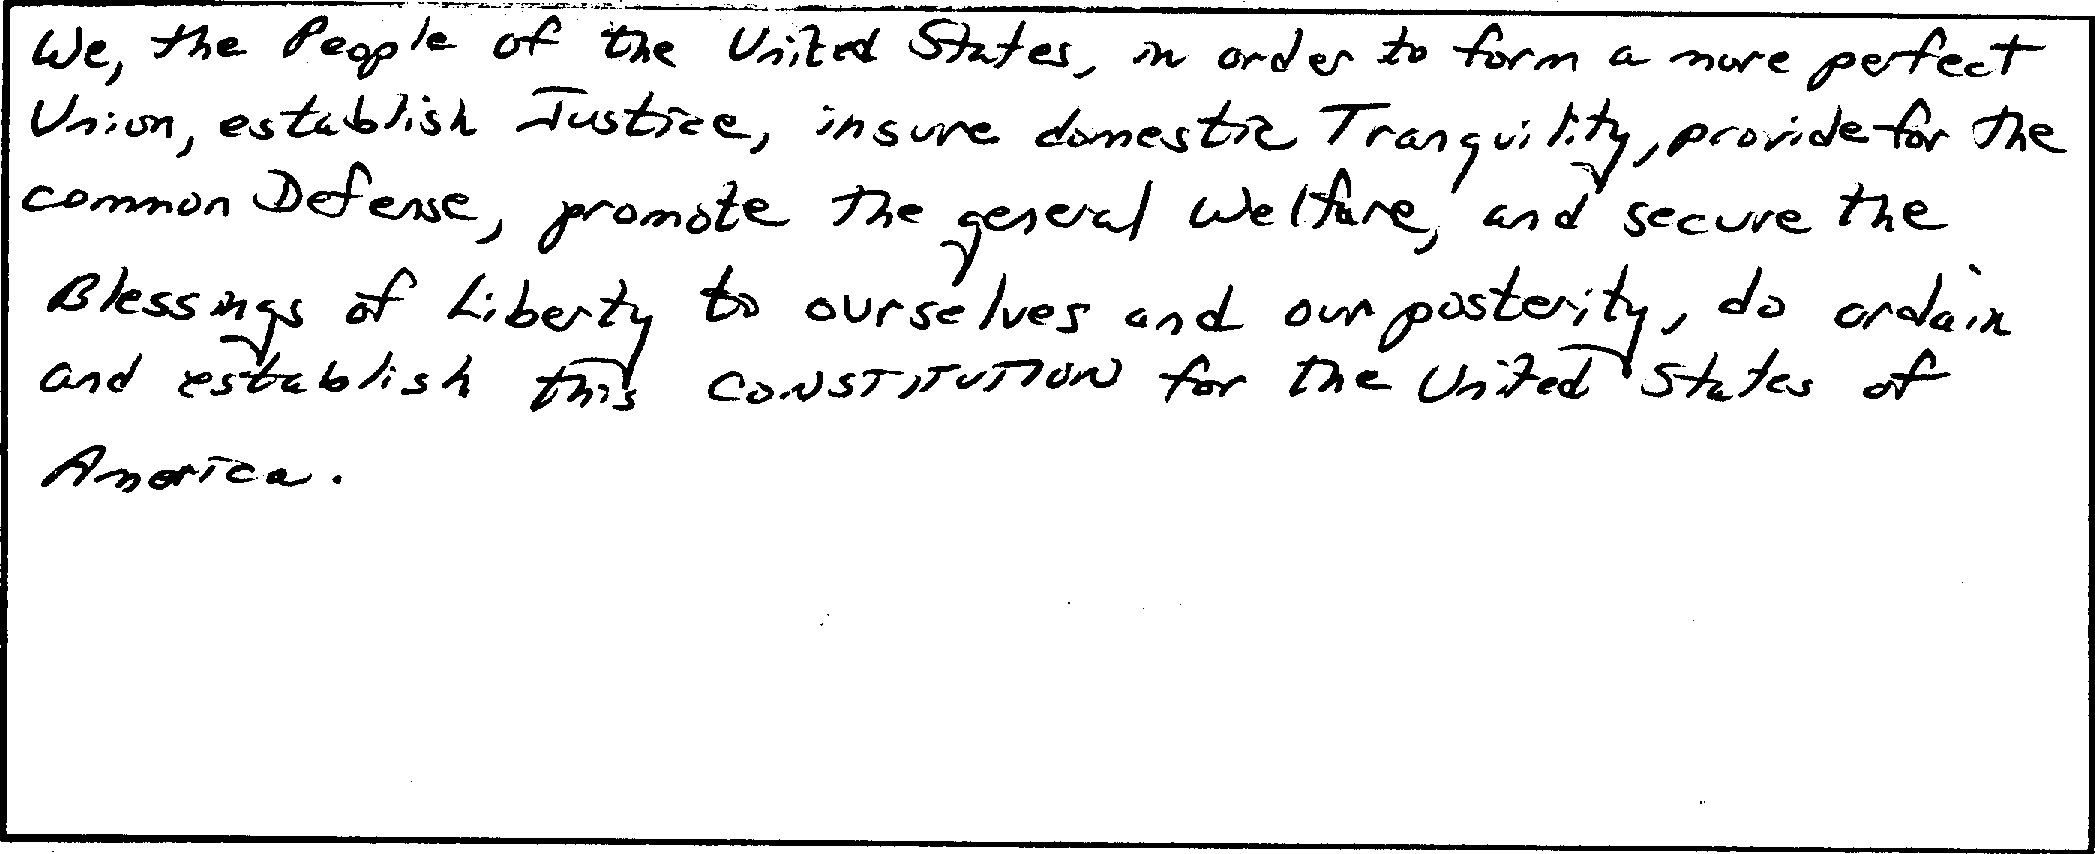 We, the People of the United States, in order to form a more perfect
Union, establish Justice, insure domestic Tranquility, provide for the
common Defense, promote the general Welfare, and secure the
Blessings of Liberty to ourselves and our posterity, do ordain
and establish this CONSTITUTION for the United States of
America.